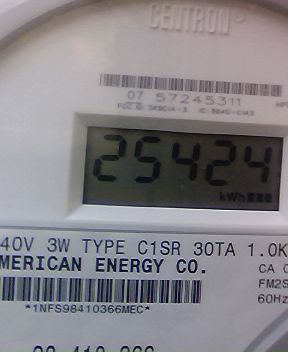 CENTRON®
07 57245311
25424
kWh
40V 3W TYPE C1SR 30TA 1.0K
MERICAN ENERGY CO.
CA
FM2S
60Hz
*1NFS98410366MEC*